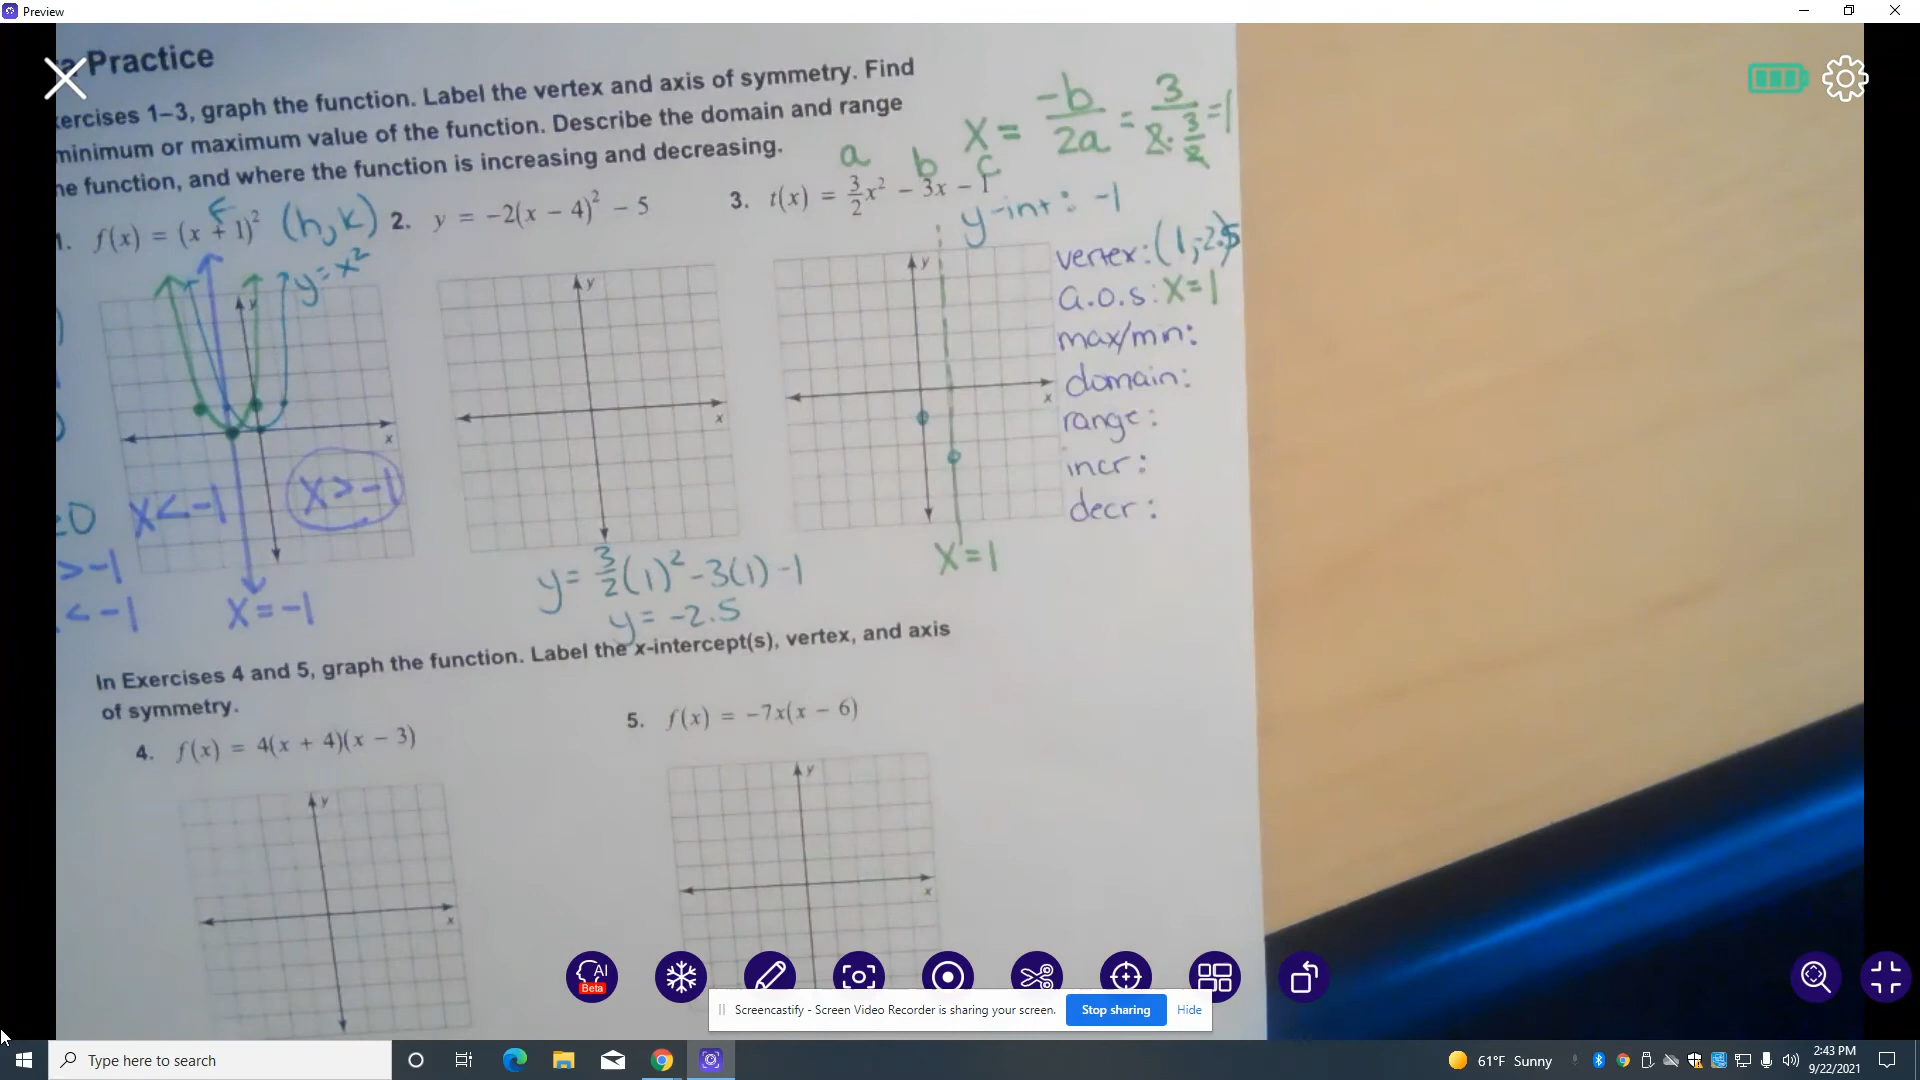 Preview
Practice
ercises 1–3, graph the function. Label the vertex and axis of symmetry. Find
minimum or maximum value of the function. Describe the domain and range
he function, and where the function is increasing and decreasing.
x = -b/2a = 3/2·3/2 = 1
a b c
1. f(x) = (x + 1)² (h,k)
2. y = −2(x − 4)² − 5
3. t(x) = 3/2x² − 3x − 1
y-int: -1
y=x²
y
y
y
x
x
x
vertex: (1,-2.5)
a.o.s: x=1
max/min:
domain:
range:
incr:
decr:
x<-1
x>-1
≥0
>-1
<-1
x=-1
y= 3/2(1)²-3(1)-1
y= -2.5
x=1
In Exercises 4 and 5, graph the function. Label the x-intercept(s), vertex, and axis
of symmetry.
4. f(x) = 4(x + 4)(x − 3)
5. f(x) = −7x(x − 6)
y
y
x
x
AI
Beta
Screencastify - Screen Video Recorder is sharing your screen.
Stop sharing
Hide
Type here to search
61°F Sunny
2:43 PM
9/22/2021